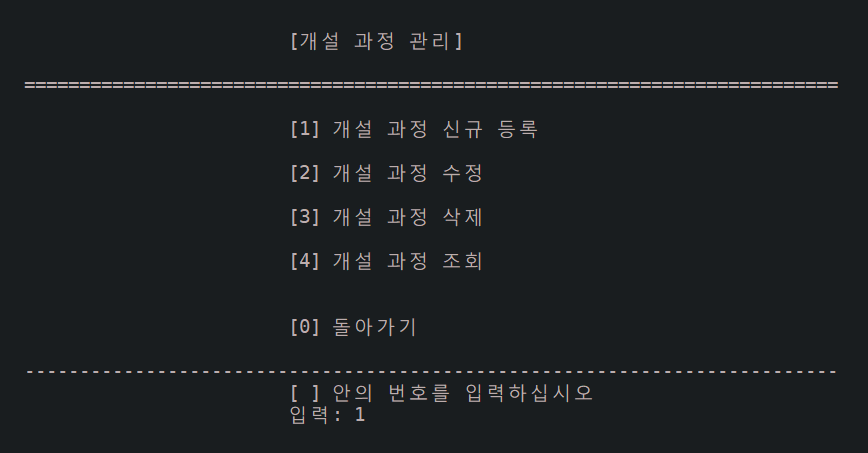 [개설 과정 관리]
==========================================================================
[1] 개설 과정 신규 등록
[2] 개설 과정 수정
[3] 개설 과정 삭제
[4] 개설 과정 조회
[0] 돌아가기
--------------------------------------------------------------------------
[ ] 안의 번호를 입력하십시오
입력: 1